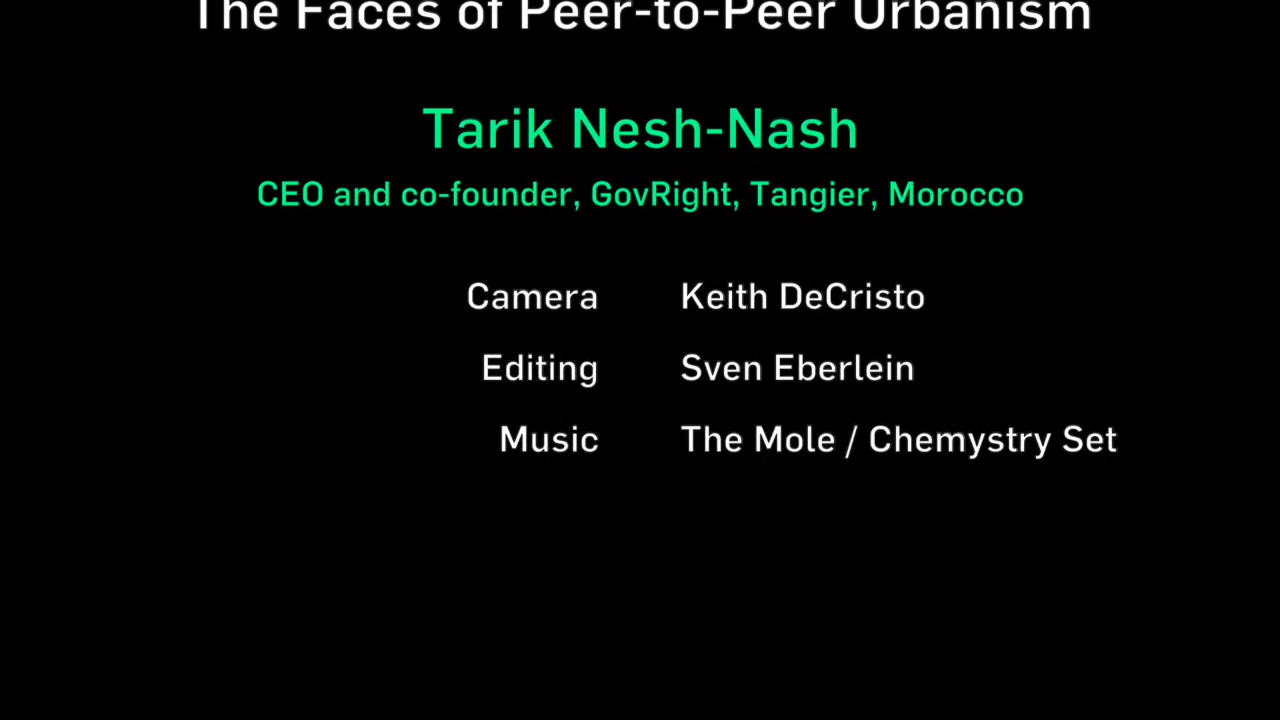 The Faces of Peer-to-Peer Urbanism
Tarik Nesh-Nash
CEO and co-founder, GovRight, Tangier, Morocco
Camera Keith DeCristo
Editing Sven Eberlein
Music The Mole / Chemystry Set